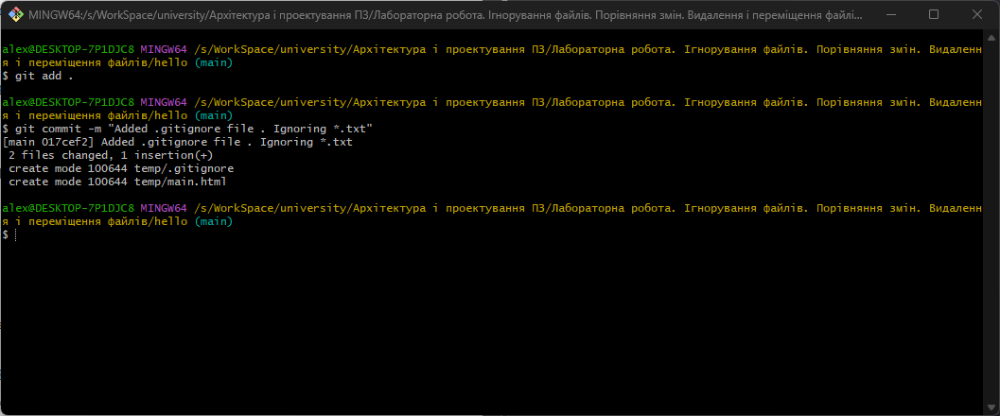 MINGW64:/s/WorkSpace/university/Архітектура і проектування ПЗ/Лабораторна робота. Ігнорування файлів. Порівняння змін. Видалення і переміщення файлі...
alex@DESKTOP-7P1DJC8 MINGW64 /s/WorkSpace/university/Архітектура і проектування ПЗ/Лабораторна робота. Ігнорування файлів. Порівняння змін. Видаленн
я і переміщення файлів/hello (main)
$ git add .
alex@DESKTOP-7P1DJC8 MINGW64 /s/WorkSpace/university/Архітектура і проектування ПЗ/Лабораторна робота. Ігнорування файлів. Порівняння змін. Видаленн
я і переміщення файлів/hello (main)
$ git commit -m "Added .gitignore file . Ignoring *.txt"
[main 017cef2] Added .gitignore file . Ignoring *.txt
 2 files changed, 1 insertion(+)
 create mode 100644 temp/.gitignore
 create mode 100644 temp/main.html
alex@DESKTOP-7P1DJC8 MINGW64 /s/WorkSpace/university/Архітектура і проектування ПЗ/Лабораторна робота. Ігнорування файлів. Порівняння змін. Видаленн
я і переміщення файлів/hello (main)
$